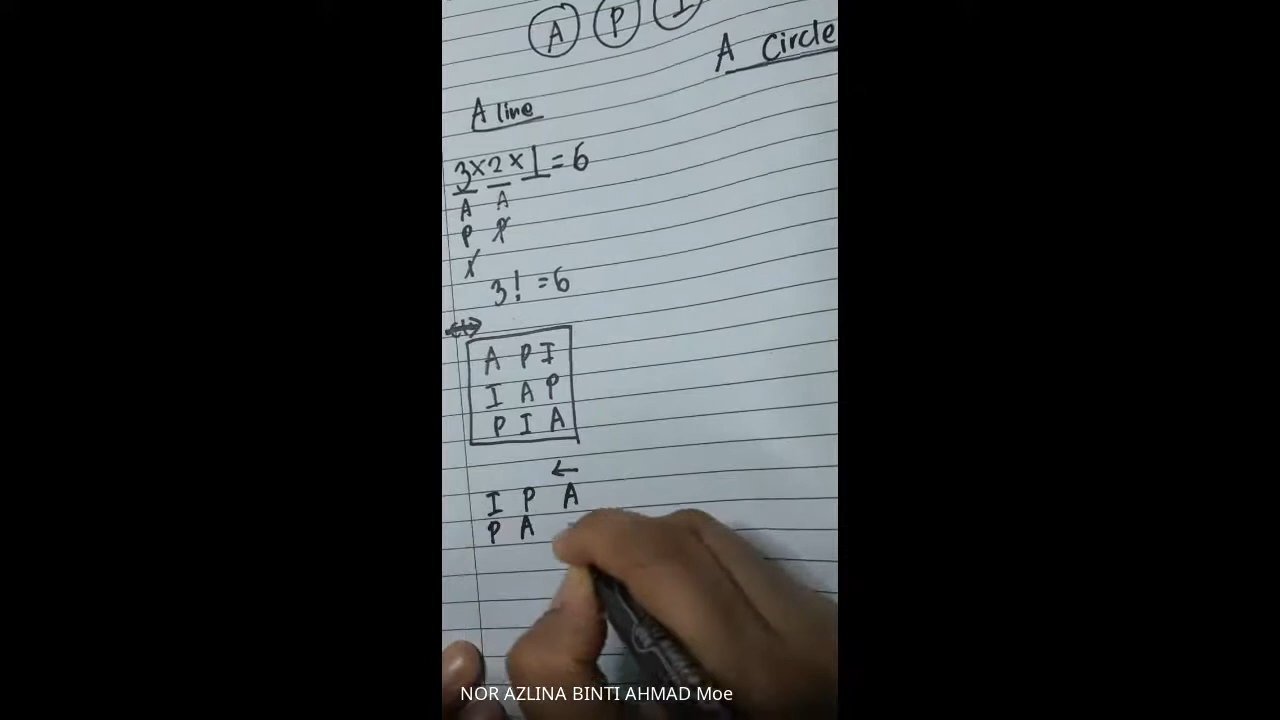 A P I
A Circle
A line
3 x 2 x 1 = 6
A A
P P
I
3! = 6
A P I
I A P
P I A
←
I P A
P A
NOR AZLINA BINTI AHMAD Moe